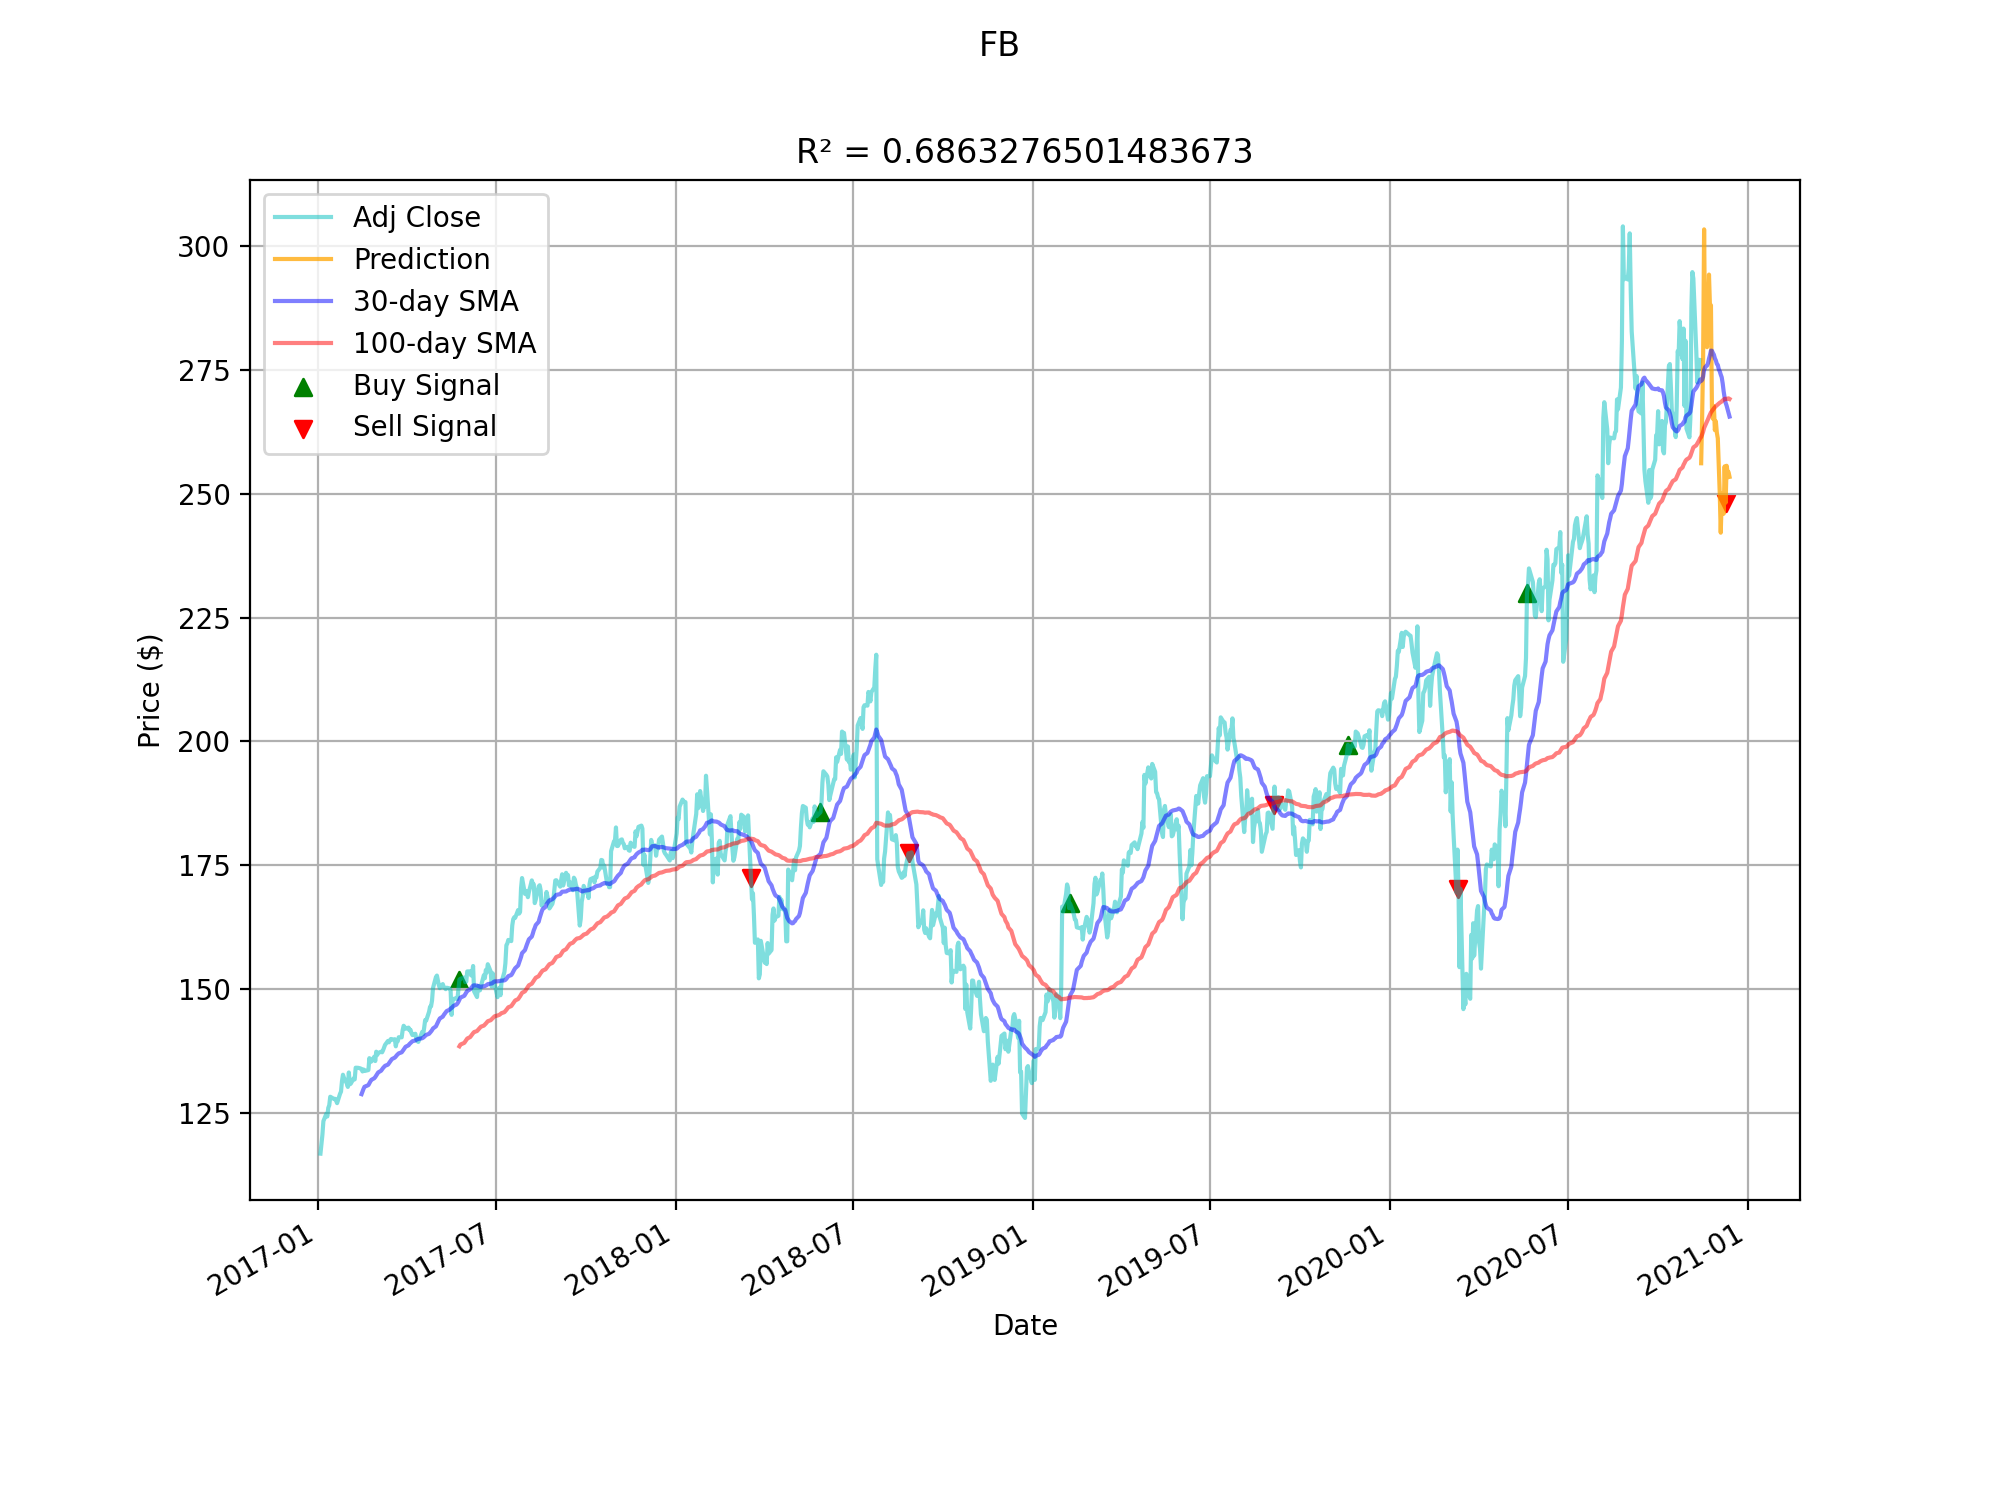 FB
R² = 0.6863276501483673
Adj Close
Prediction
30-day SMA
100-day SMA
Buy Signal
Sell Signal
300
275
250
225
200
175
150
125
Price ($)
2017-01
2017-07
2018-01
2018-07
2019-01
2019-07
2020-01
2020-07
2021-01
Date